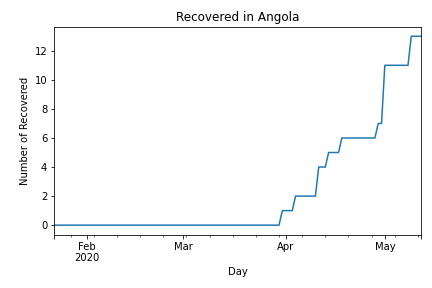 Recovered in Angola
Number of Recovered
12
10
8
6
4
2
0
Feb
2020
Mar
Apr
May
Day